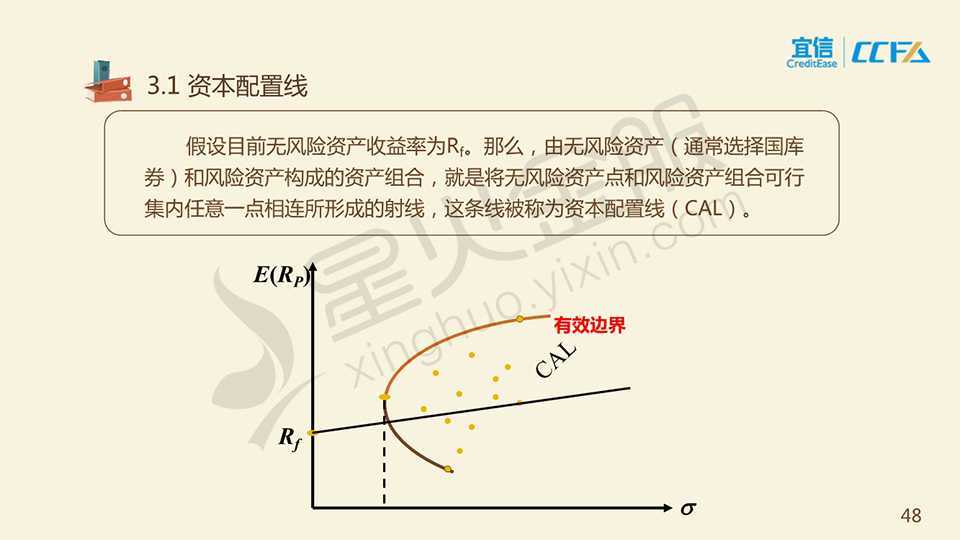 宜信
CreditEase
CCFA
3.1 资本配置线
假设目前无风险资产收益率为Rf。那么，由无风险资产（通常选择国库
券）和风险资产构成的资产组合，就是将无风险资产点和风险资产组合可行
集内任意一点相连所形成的射线，这条线被称为资本配置线（CAL）。
星火金服
xinghuo.yixin.com
E(RP)
有效边界
CAL
Rf
σ
48